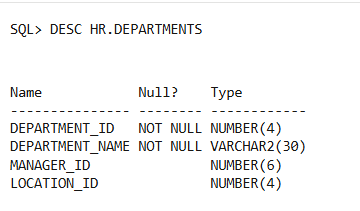 SQL> DESC HR.DEPARTMENTS
Name            Null?    Type
--------------- -------- ------------
DEPARTMENT_ID   NOT NULL NUMBER(4)
DEPARTMENT_NAME NOT NULL VARCHAR2(30)
MANAGER_ID               NUMBER(6)
LOCATION_ID              NUMBER(4)